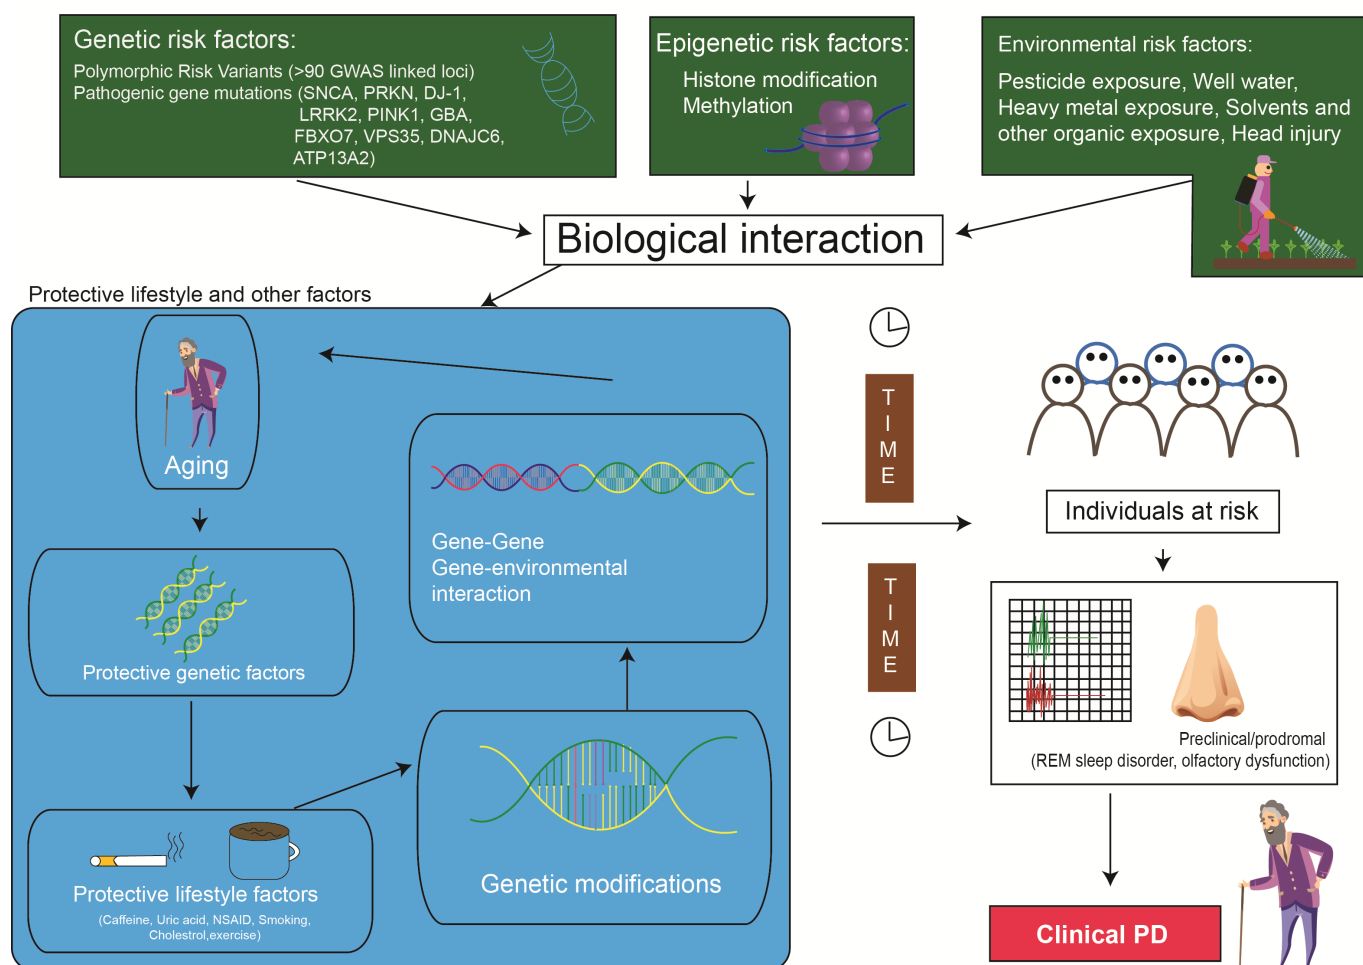 Genetic risk factors:
Polymorphic Risk Variants (>90 GWAS linked loci)
Pathogenic gene mutations (SNCA, PRKN, DJ-1,
LRRK2, PINK1, GBA,
FBXO7, VPS35, DNAJC6,
ATP13A2)
Epigenetic risk factors:
Histone modification
Methylation
Environmental risk factors:
Pesticide exposure, Well water,
Heavy metal exposure, Solvents and
other organic exposure, Head injury
Biological interaction
Protective lifestyle and other factors
Aging
Protective genetic factors
Protective lifestyle factors
(Caffeine, Uric acid, NSAID, Smoking,
Cholestrol,exercise)
Genetic modifications
Gene-Gene
Gene-environmental
interaction
T
I
M
E
T
I
M
E
Individuals at risk
Preclinical/prodromal
(REM sleep disorder, olfactory dysfunction)
Clinical PD